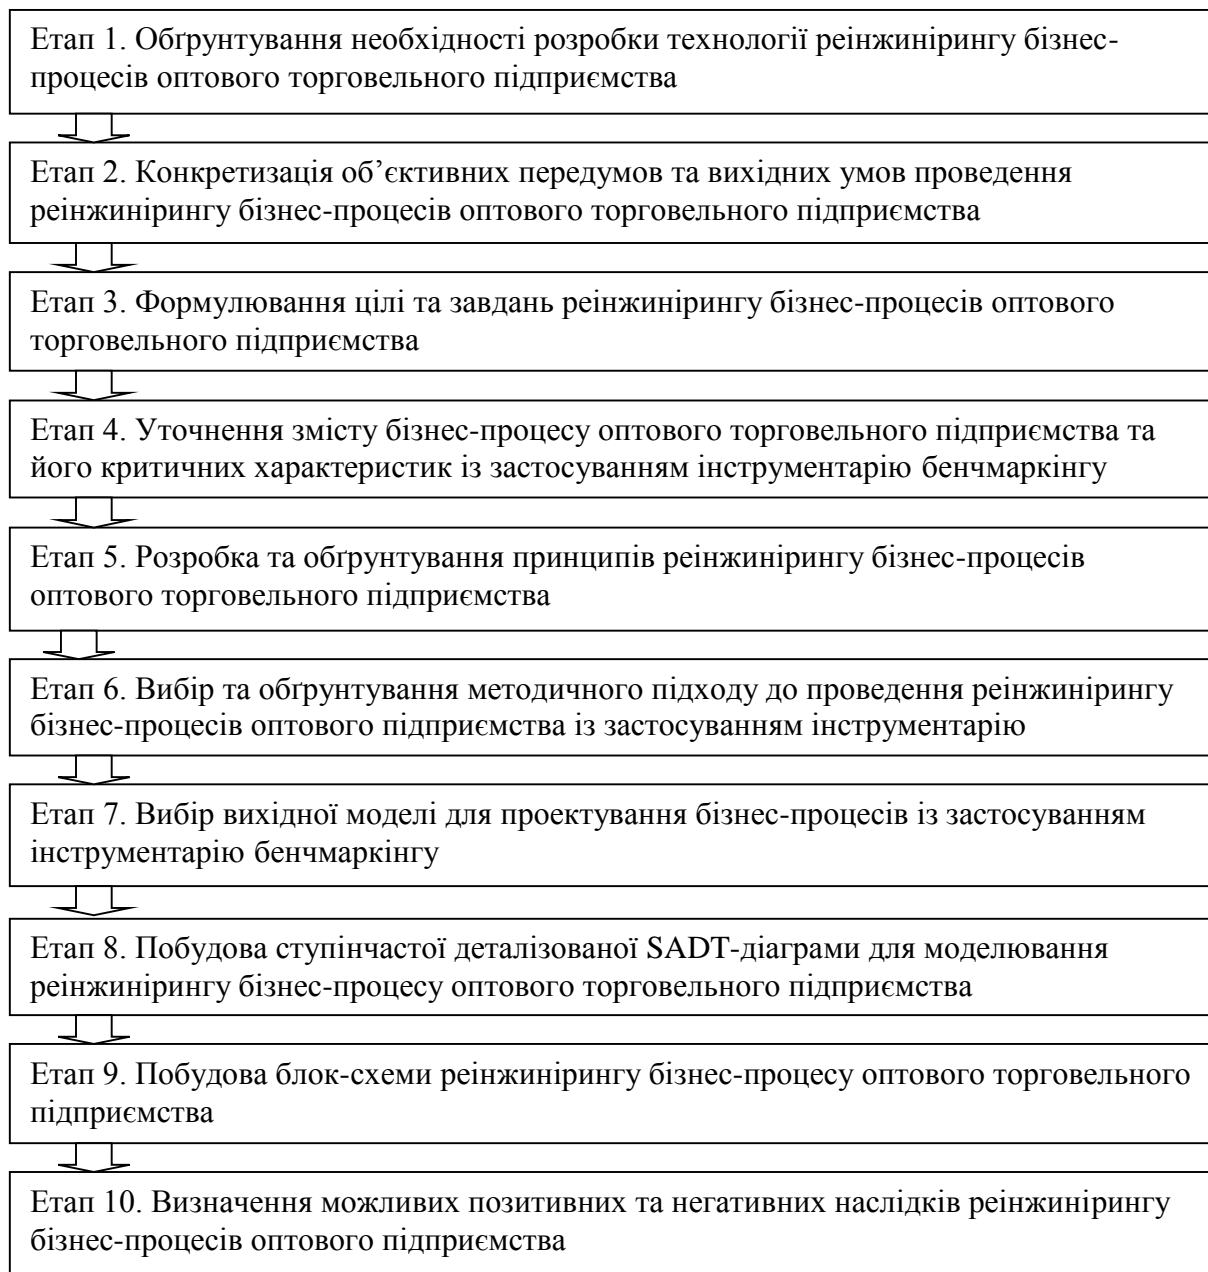 Етап 1. Обґрунтування необхідності розробки технології реінжинірингу бізнес-
процесів оптового торговельного підприємства
Етап 2. Конкретизація об’єктивних передумов та вихідних умов проведення
реінжинірингу бізнес-процесів оптового торговельного підприємства
Етап 3. Формулювання цілі та завдань реінжинірингу бізнес-процесів оптового
торговельного підприємства
Етап 4. Уточнення змісту бізнес-процесу оптового торговельного підприємства та
його критичних характеристик із застосуванням інструментарію бенчмаркінгу
Етап 5. Розробка та обґрунтування принципів реінжинірингу бізнес-процесів
оптового торговельного підприємства
Етап 6. Вибір та обґрунтування методичного підходу до проведення реінжинірингу
бізнес-процесів оптового підприємства із застосуванням інструментарію
Етап 7. Вибір вихідної моделі для проектування бізнес-процесів із застосуванням
інструментарію бенчмаркінгу
Етап 8. Побудова ступінчастої деталізованої SADT-діаграми для моделювання
реінжинірингу бізнес-процесу оптового торговельного підприємства
Етап 9. Побудова блок-схеми реінжинірингу бізнес-процесу оптового торговельного
підприємства
Етап 10. Визначення можливих позитивних та негативних наслідків реінжинірингу
бізнес-процесів оптового підприємства